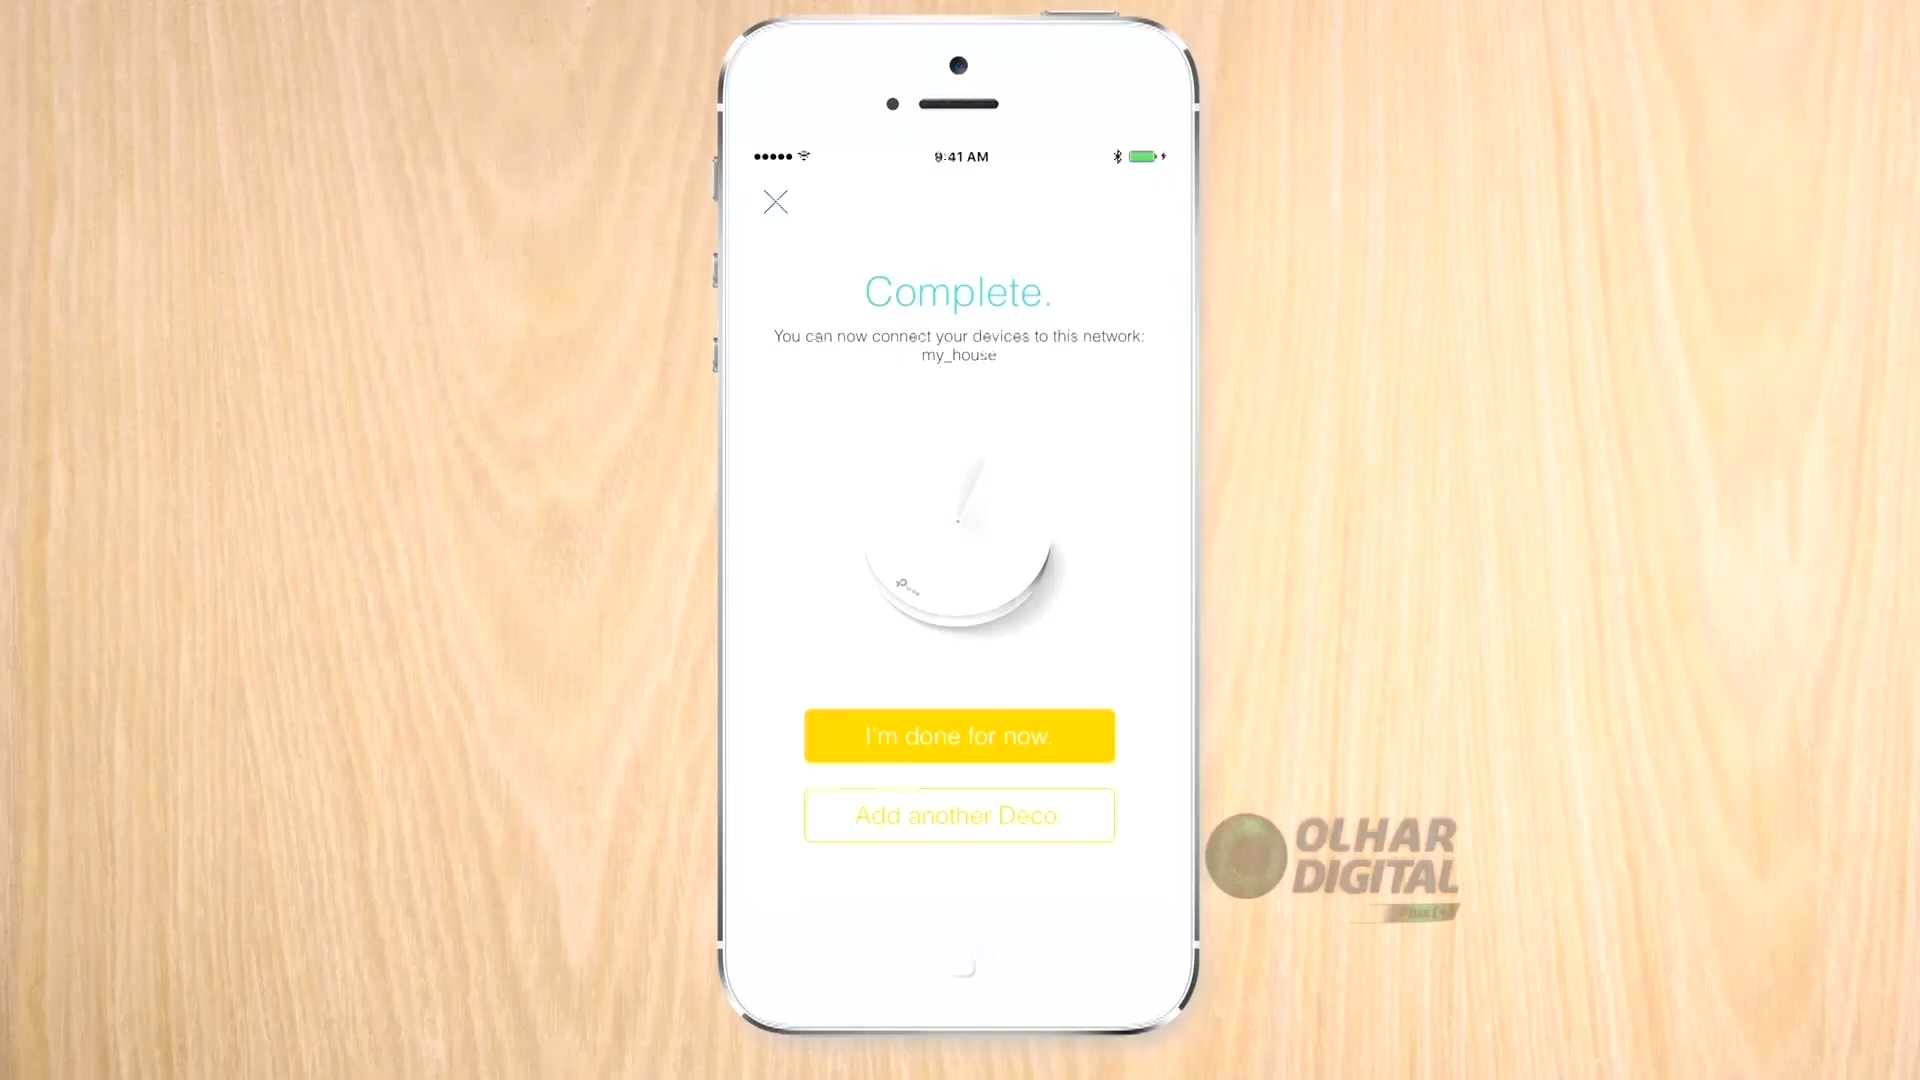 9:41 AM
Complete.
You can now connect your devices to this network:
my_house
I'm done for now.
Add another Deco
OLHAR
DIGITAL